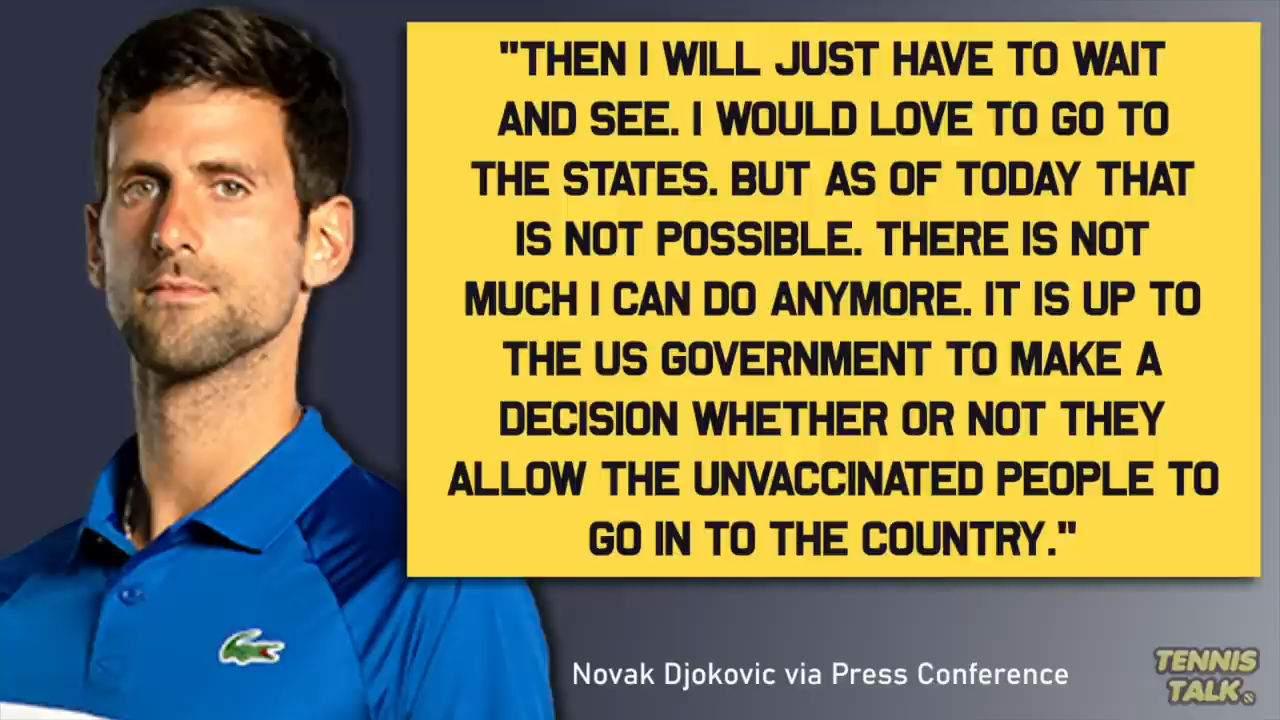 "THEN I WILL JUST HAVE TO WAIT
AND SEE. I WOULD LOVE TO GO TO
THE STATES. BUT AS OF TODAY THAT
IS NOT POSSIBLE. THERE IS NOT
MUCH I CAN DO ANYMORE. IT IS UP TO
THE US GOVERNMENT TO MAKE A
DECISION WHETHER OR NOT THEY
ALLOW THE UNVACCINATED PEOPLE TO
GO IN TO THE COUNTRY."
Novak Djokovic via Press Conference
TENNIS
TALK